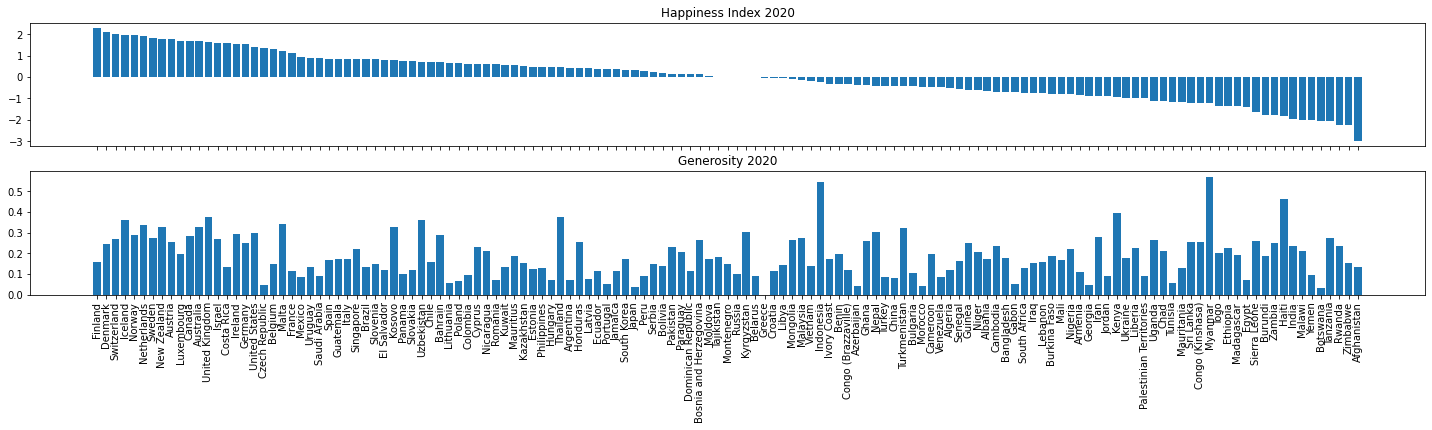 Happiness Index 2020
2
1
0
−1
−2
−3
Generosity 2020
0.5
0.4
0.3
0.2
0.1
0.0
Finland
Denmark
Switzerland
Iceland
Norway
Netherlands
Sweden
New Zealand
Austria
Luxembourg
Canada
Australia
United Kingdom
Israel
Costa Rica
Ireland
Germany
United States
Czech Republic
Belgium
Malta
France
Mexico
Uruguay
Saudi Arabia
Spain
Guatemala
Italy
Singapore
Brazil
Slovenia
El Salvador
Kosovo
Panama
Slovakia
Uzbekistan
Chile
Bahrain
Lithuania
Poland
Colombia
Cyprus
Nicaragua
Romania
Kuwait
Mauritius
Kazakhstan
Estonia
Philippines
Hungary
Thailand
Argentina
Honduras
Latvia
Ecuador
Portugal
Jamaica
South Korea
Japan
Peru
Serbia
Bolivia
Pakistan
Paraguay
Dominican Republic
Bosnia and Herzegovina
Moldova
Tajikistan
Montenegro
Russia
Kyrgyzstan
Belarus
Greece
Croatia
Libya
Mongolia
Malaysia
Vietnam
Indonesia
Ivory Coast
Benin
Congo (Brazzaville)
Azerbaijan
Ghana
Nepal
Turkey
China
Turkmenistan
Bulgaria
Morocco
Cameroon
Venezuela
Algeria
Senegal
Guinea
Niger
Albania
Cambodia
Bangladesh
Gabon
South Africa
Iraq
Lebanon
Burkina Faso
Mali
Nigeria
Armenia
Georgia
Iran
Jordan
Kenya
Ukraine
Liberia
Palestinian Territories
Uganda
Chad
Tunisia
Mauritania
Sri Lanka
Congo (Kinshasa)
Myanmar
Togo
Ethiopia
Madagascar
Egypt
Sierra Leone
Burundi
Zambia
Haiti
India
Malawi
Yemen
Botswana
Tanzania
Rwanda
Zimbabwe
Afghanistan